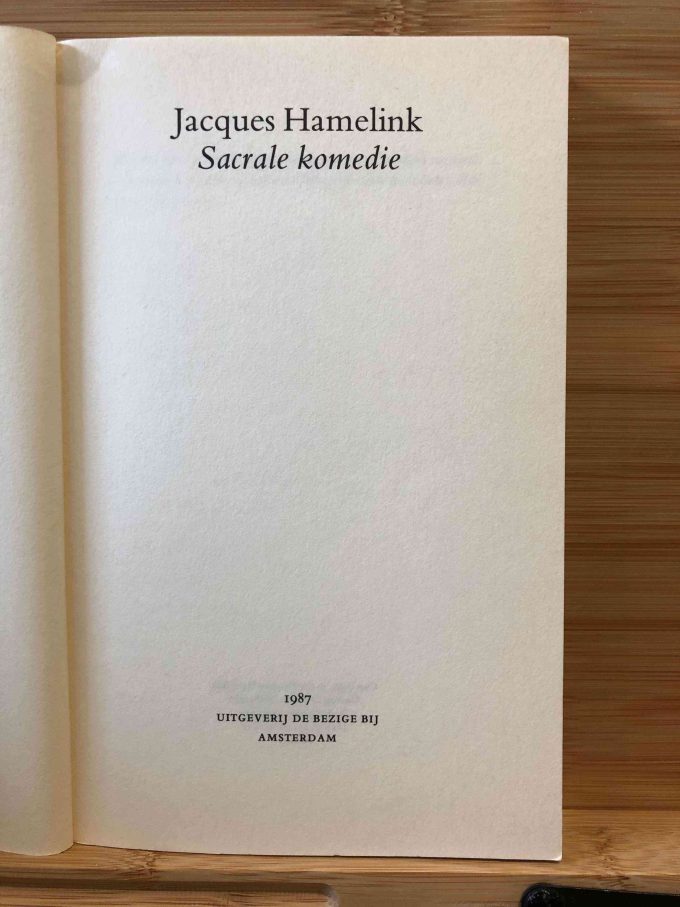 Jacques Hamelink
Sacrale komedie
1987
UITGEVERIJ DE BEZIGE BIJ
AMSTERDAM